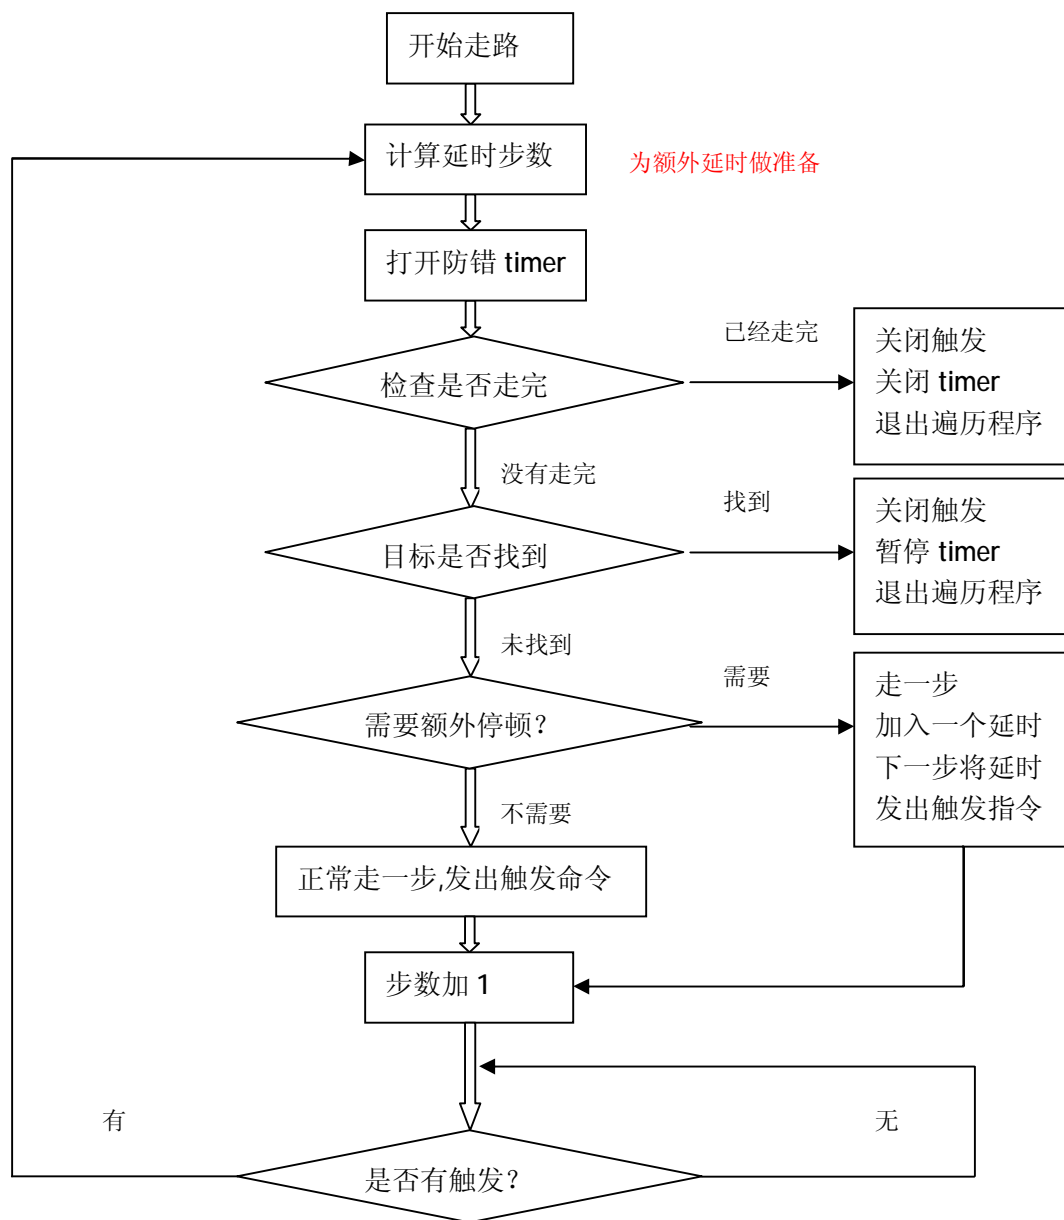 开始走路
计算延时步数
为额外延时做准备
打开防错 timer
已经走完
关闭触发
关闭 timer
退出遍历程序
检查是否走完
没有走完
找到
关闭触发
暂停 timer
退出遍历程序
目标是否找到
未找到
需要
走一步
加入一个延时
下一步将延时
发出触发指令
需要额外停顿?
不需要
正常走一步,发出触发命令
步数加 1
有
无
是否有触发?